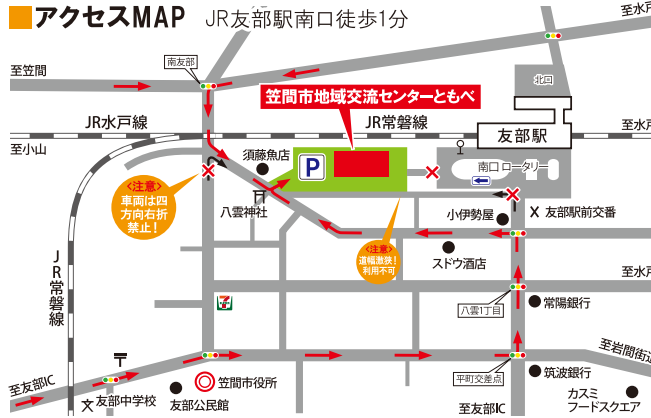 アクセスMAP JR友部駅南口徒歩1分
至水戸
至笠間
南友部
北口
笠間市地域交流センターともべ
JR水戸線
JR常磐線
友部駅
至水戸
至小山
須藤魚店
P
南口 ロータリー
<注意>
車両は四
方向右折
禁止！
八雲神社
小伊勢屋
X 友部駅前交番
<注意>
道幅激狭！
利用不可
スドウ酒店
JR常磐線
至水戸
7
八雲1丁目
常陽銀行
至岩間街道
平町交差点
筑波銀行
至友部IC
文 友部中学校
笠間市役所
友部公民館
至友部IC
カスミ
フードスクエア